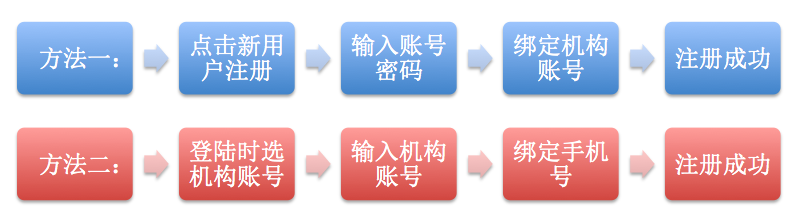 方法一：
点击新用
户注册
输入账号
密码
绑定机构
账号
注册成功
方法二：
登陆时选
机构账号
输入机构
账号
绑定手机
号
注册成功